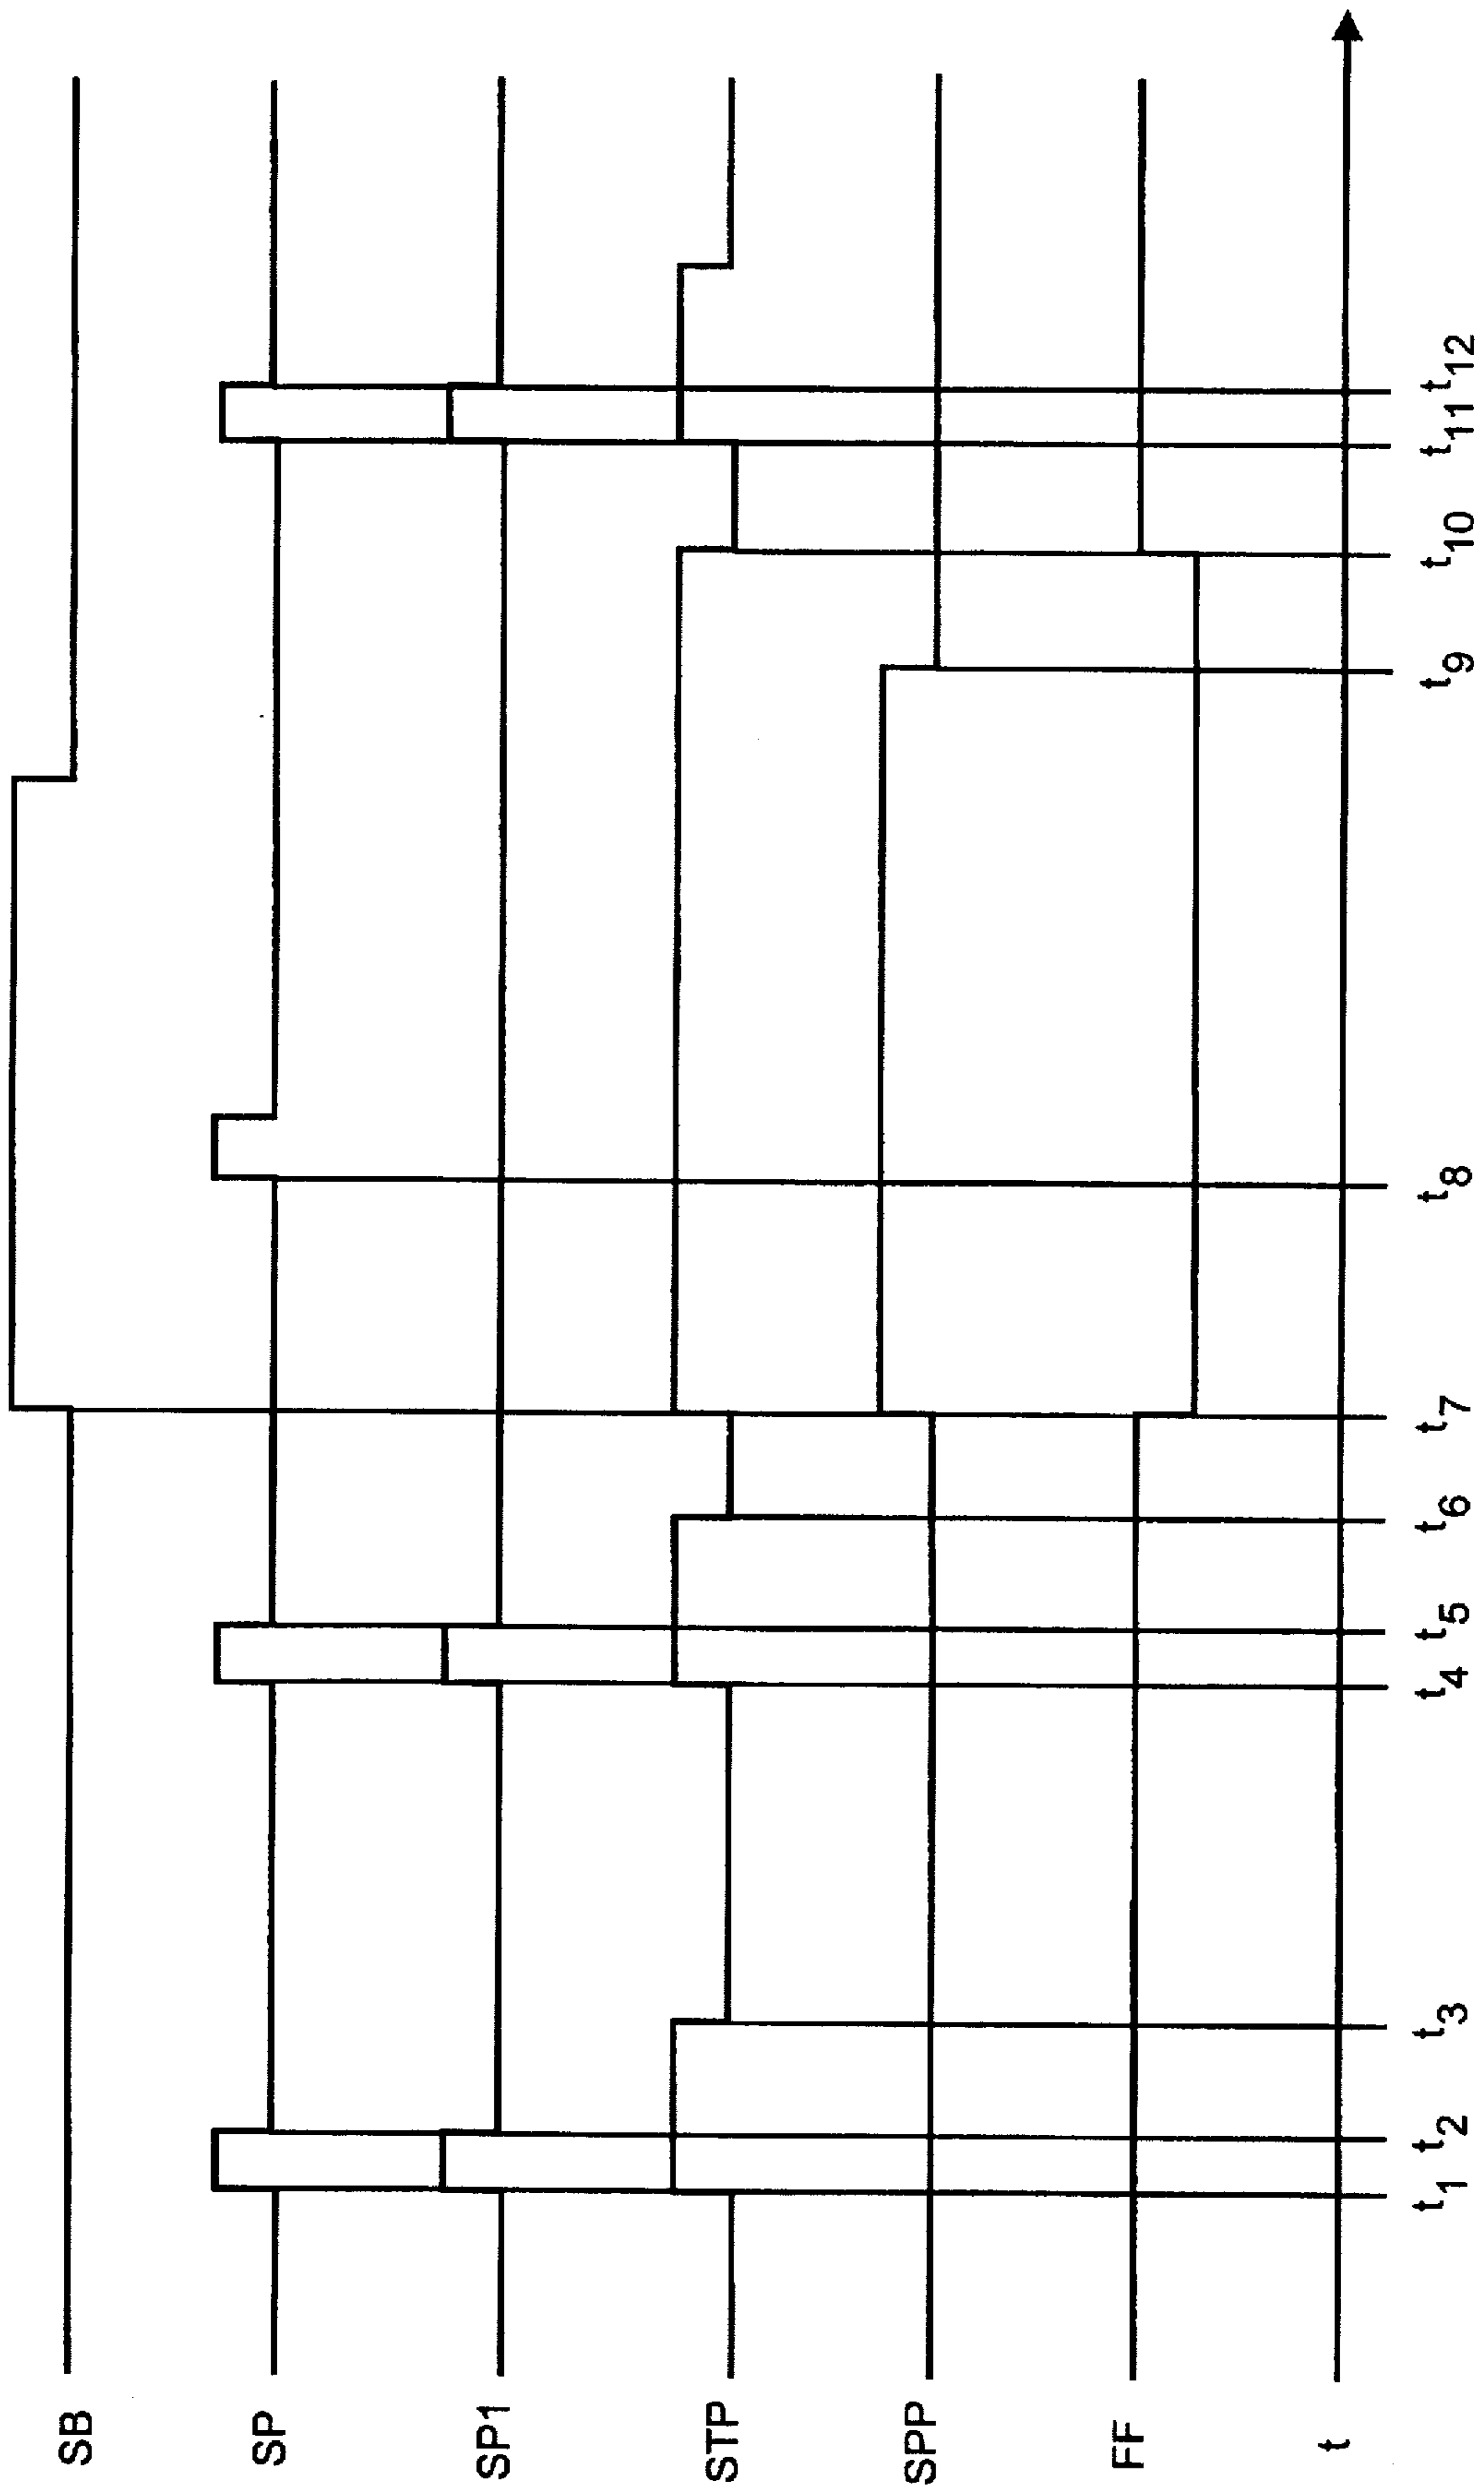 SB
SP
SP1
STP
SPP
FF
t
t1 t2 t3 t4 t5 t6 t7 t8 t9 t10 t11 t12